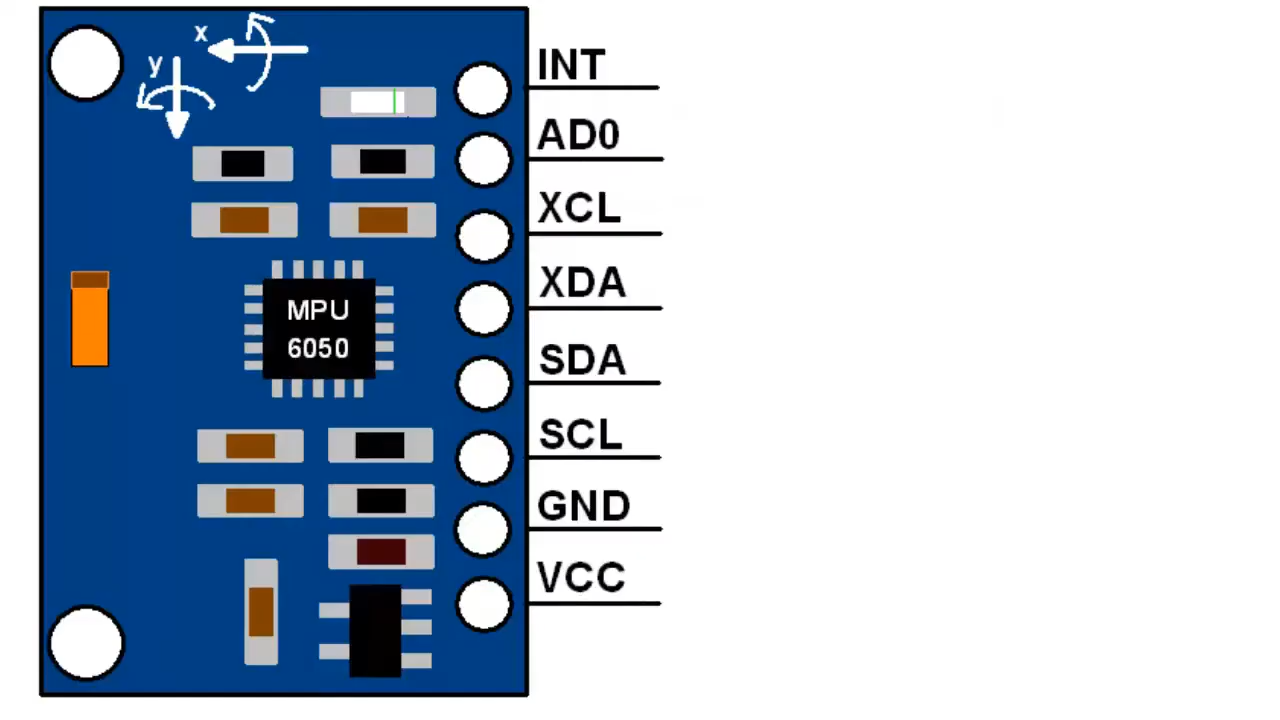 x
y
INT
AD0
XCL
XDA
SDA
SCL
GND
VCC
MPU
6050